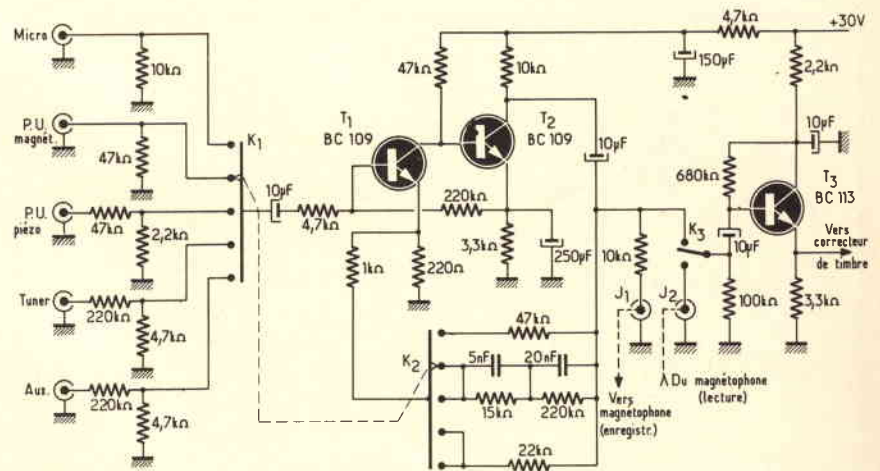 Micro
10kΩ
P.U.
magnét.
47kΩ
P.U.
piézo
47kΩ
2,2kΩ
Tuner
220kΩ
4,7kΩ
Aux.
220kΩ
4,7kΩ
K1
10µF
4,7kΩ
T1
BC 109
47kΩ
10kΩ
T2
BC 109
220kΩ
1kΩ
220Ω
3,3kΩ
250µF
10µF
150µF
4,7kΩ
+30V
2,2kΩ
10µF
680kΩ
T3
BC 113
Vers
correcteur
de timbre
K3
10µF
10kΩ
J1
J2
100kΩ
3,3kΩ
K2
47kΩ
5nF
20nF
15kΩ
220kΩ
22kΩ
Vers
magnétophone
(enregistr.)
Du magnétophone
(lecture)